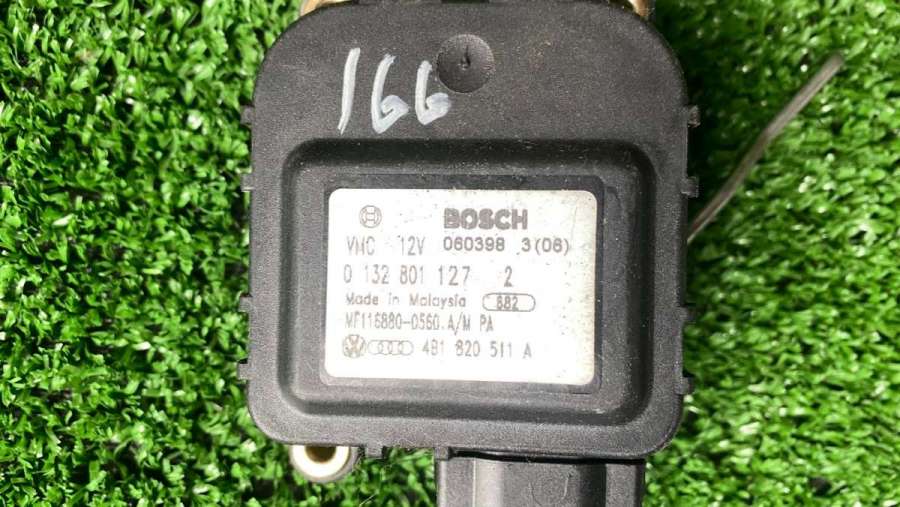 166
BOSCH
VMC 12V 060398 3(06)
0 132 801 127 2
Made in Malaysia 882
MF116880-0560.A/M PA
4B1 820 511 A